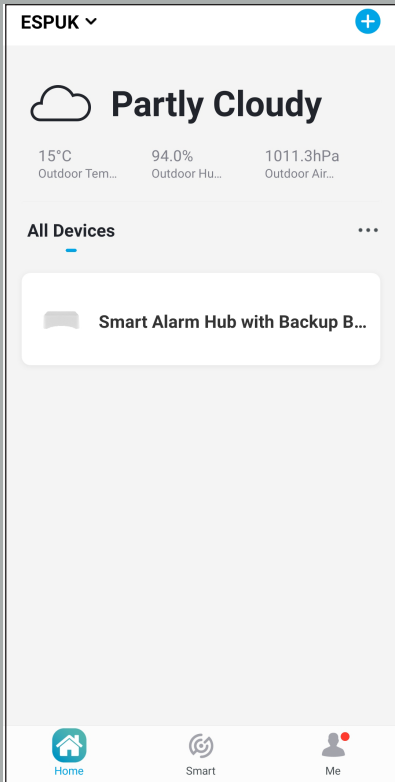 ESPUK
Partly Cloudy
15°C 94.0% 1011.3hPa
Outdoor Tem... Outdoor Hu... Outdoor Air...
All Devices
Smart Alarm Hub with Backup B...
Home Smart Me